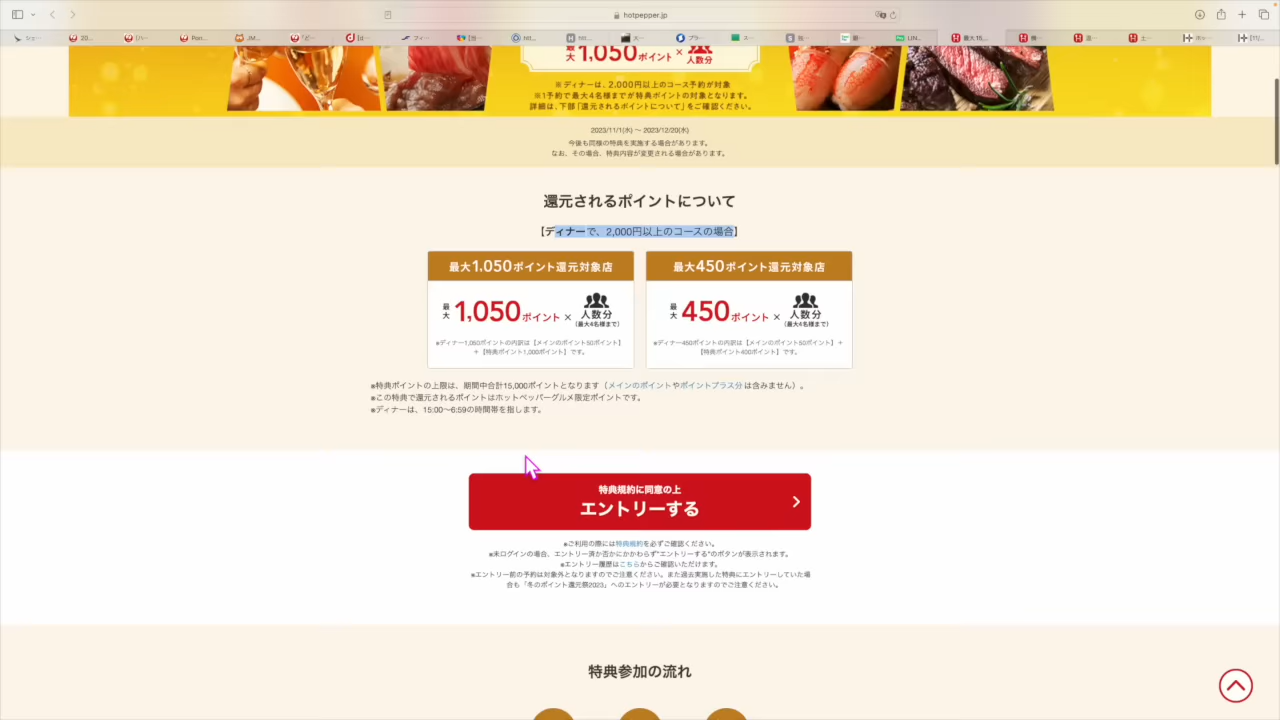 hotpepper.jp
最大1,050ポイント×人数分
※ディナーは、2,000円以上のコース予約が対象
※1予約で最大4名様までが特典ポイントの対象となります。
詳細は、下部「還元されるポイントについて」をご確認ください。
今後も同様の特典を実施する場合があります。
なお、その場合、特典内容が変更される場合があります。
還元されるポイントについて
【ディナーで、2,000円以上のコースの場合】
最大1,050ポイント還元対象店
最大1,050ポイント×人数分
(最大4名様まで)
※ディナー1,050ポイントの内訳は【メインのポイント50ポイント】
＋【特典ポイント1,000ポイント】です。
最大450ポイント還元対象店
最大450ポイント×人数分
(最大4名様まで)
※ディナー450ポイントの内訳は【メインのポイント50ポイント】＋
【特典ポイント400ポイント】です。
※特典ポイントの上限は、期間中合計15,000ポイントとなります（メインのポイントやポイントプラス分は含みません）。
※この特典で還元されるポイントはホットペッパーグルメ限定ポイントです。
※ディナーは、15:00〜6:59の時間帯を指します。
特典規約に同意の上
エントリーする
※ご利用の際には特典規約を必ずご確認ください。
※未ログインの場合、エントリー済か否かにかかわらず"エントリーする"のボタンが表示されます。
※エントリー履歴はこちらからご確認いただけます。
※エントリー前の予約は対象外となりますのでご注意ください。また過去実施した特典にエントリーしていた場
合も「冬のポイント還元祭2023」へのエントリーが必要となりますのでご注意ください。
特典参加の流れ